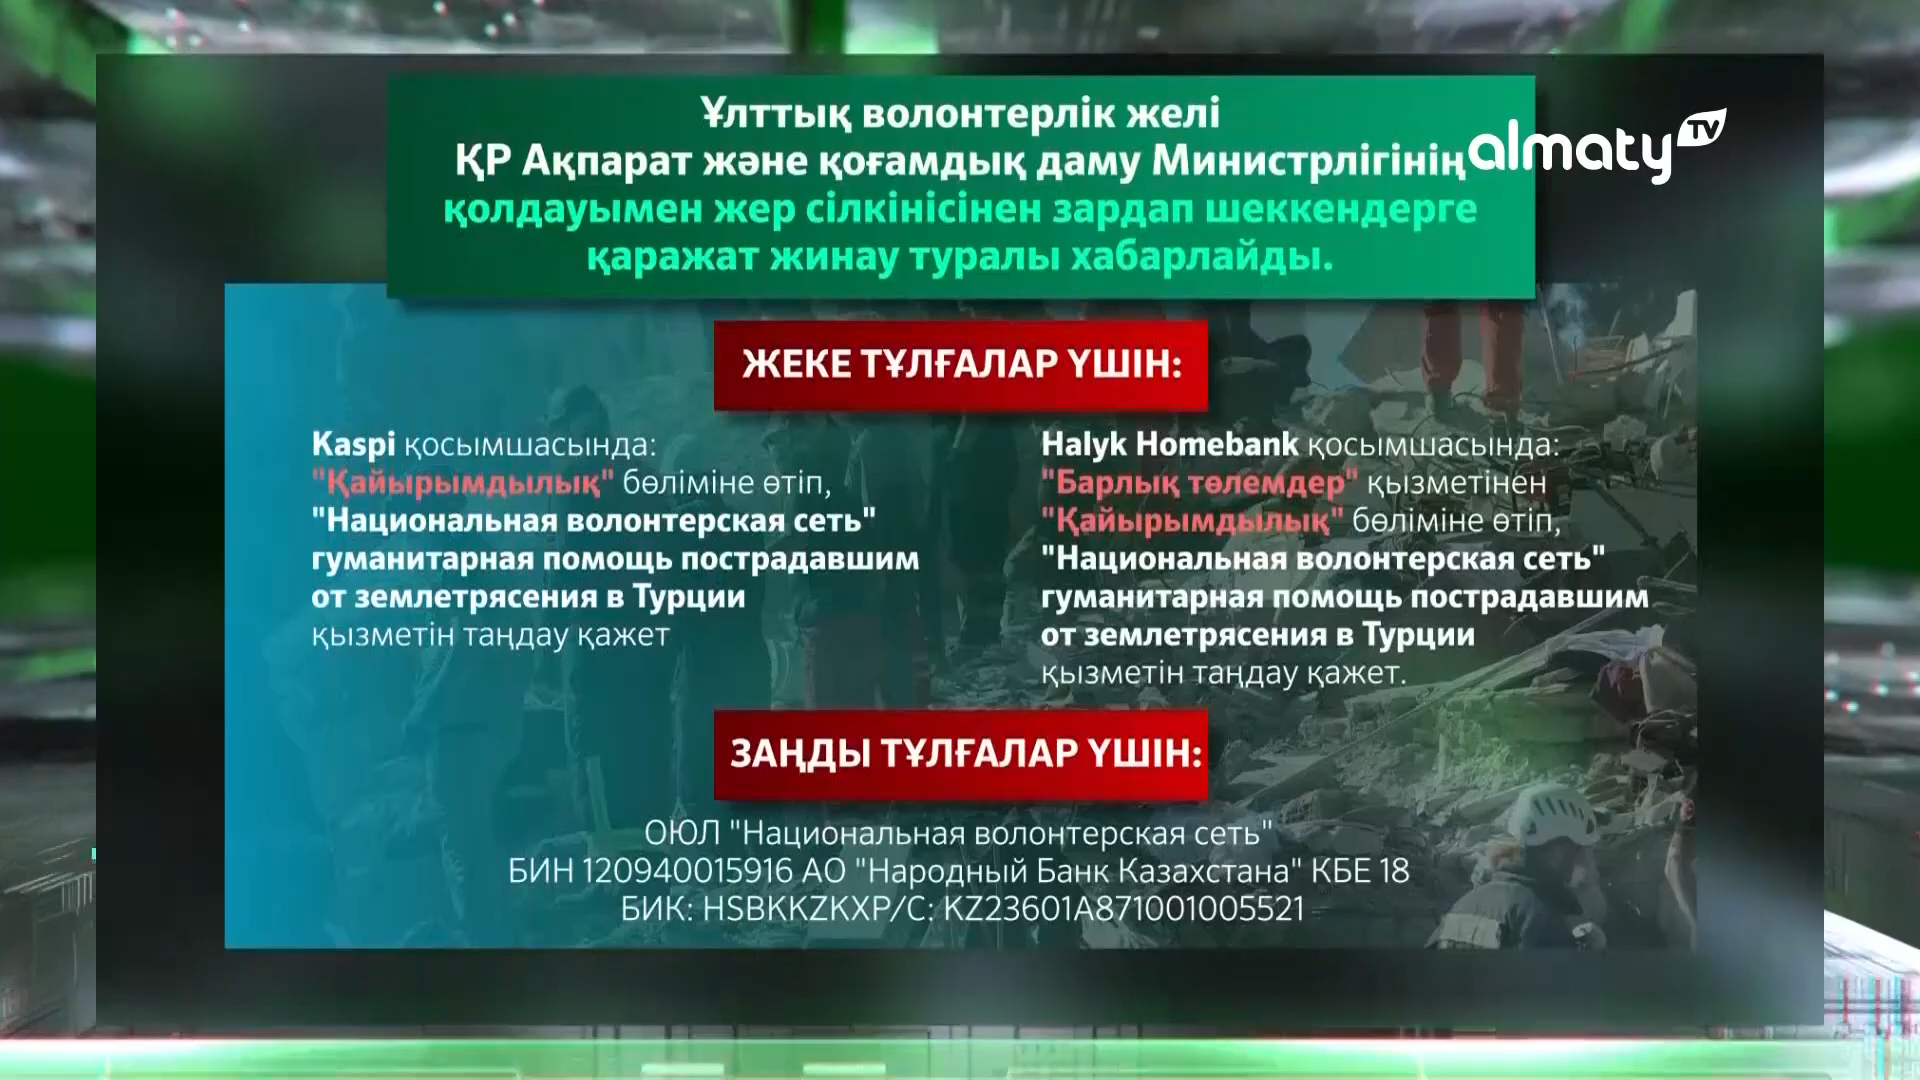 Ұлттық волонтерлік желі
ҚР Ақпарат және қоғамдық даму Министрлігінің
қолдауымен жер сілкінісінен зардап шеккендерге
қаражат жинау туралы хабарлайды.
almaty TV
ЖЕКЕ ТҰЛҒАЛАР ҮШІН:
Kaspi қосымшасында:
"Қайырымдылық" бөліміне өтіп,
"Национальная волонтерская сеть"
гуманитарная помощь пострадавшим
от землетрясения в Турции
қызметін таңдау қажет
Halyk Homebank қосымшасында:
"Барлық төлемдер" қызметінен
"Қайырымдылық" бөліміне өтіп,
"Национальная волонтерская сеть"
гуманитарная помощь пострадавшим
от землетрясения в Турции
қызметін таңдау қажет.
ЗАҢДЫ ТҰЛҒАЛАР ҮШІН:
ОЮЛ "Национальная волонтерская сеть"
БИН 120940015916 АО "Народный Банк Казахстана" КБЕ 18
БИК: HSBKKZKXР/С: KZ23601A871001005521